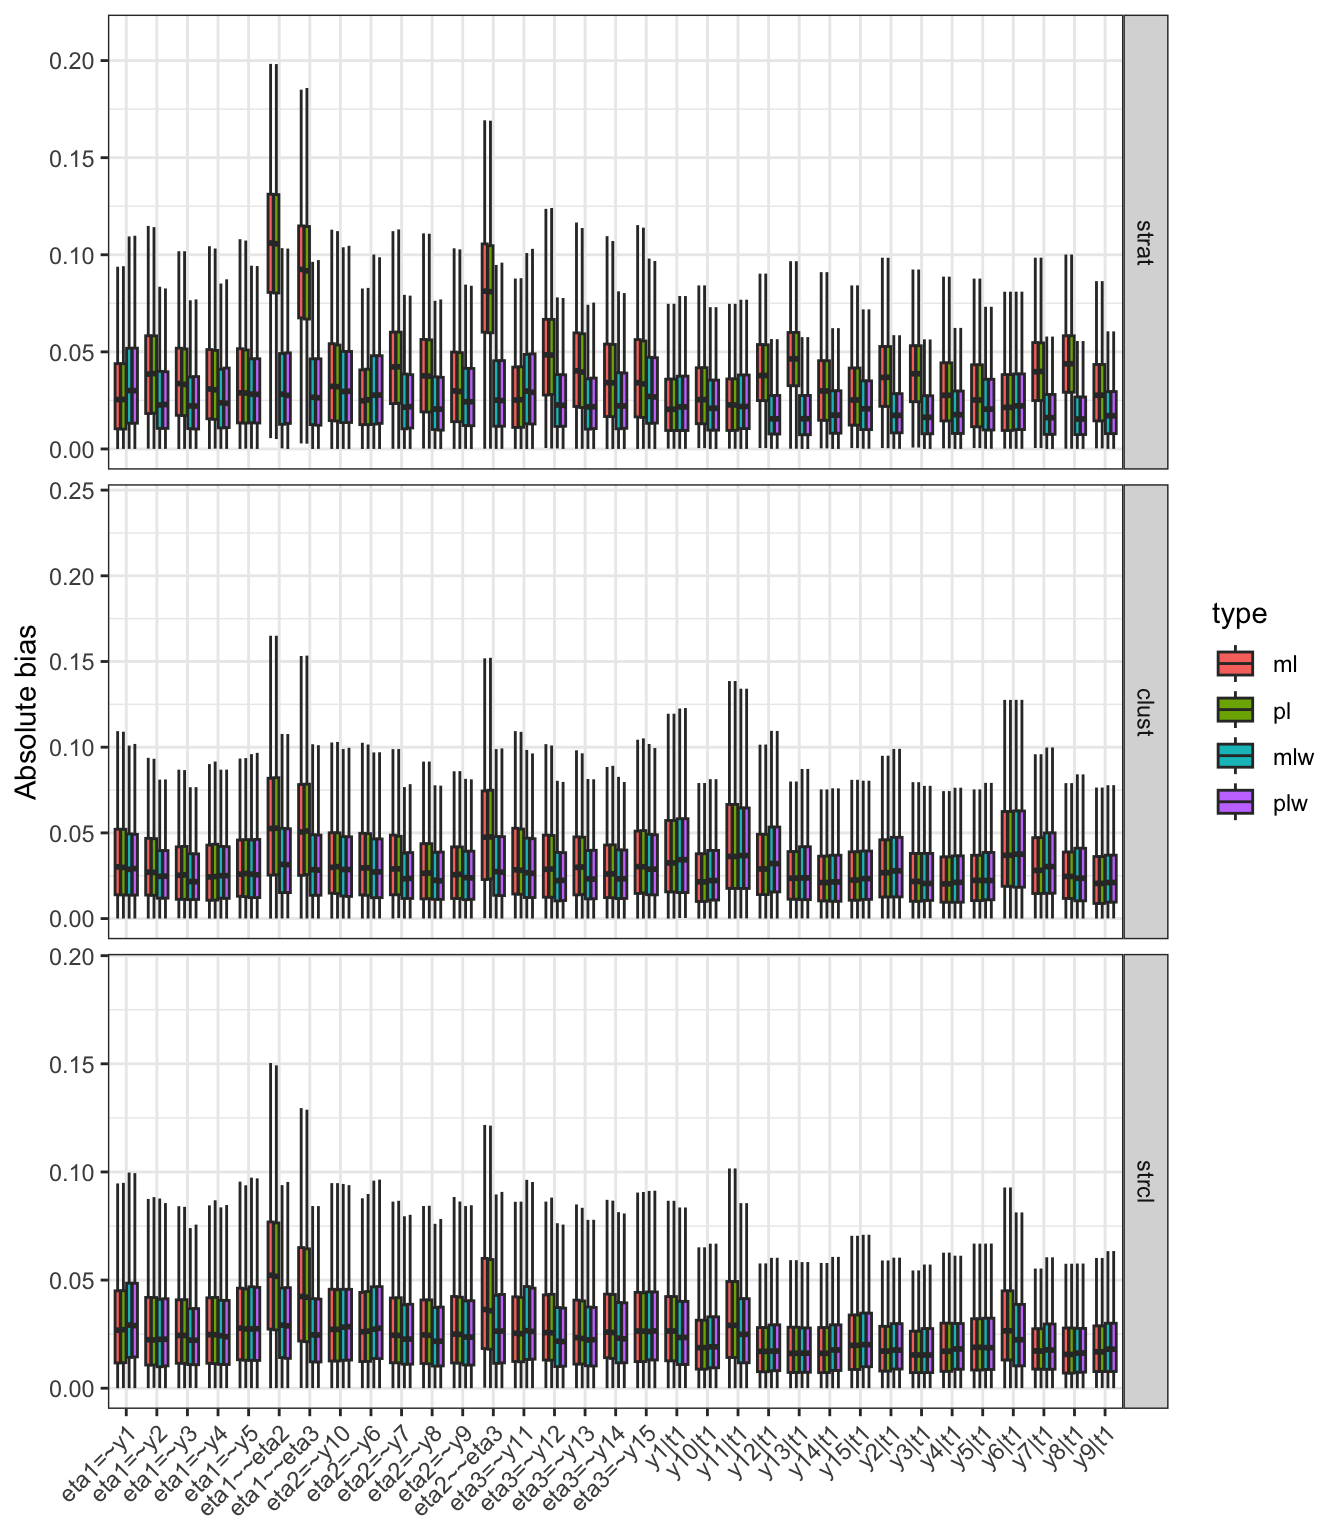 0.20
0.15
0.10
0.05
0.00
strat
0.25
0.20
0.15
0.10
0.05
0.00
clust
0.20
0.15
0.10
0.05
0.00
strcl
Absolute bias
eta1=~y1
eta1=~y2
eta1=~y3
eta1=~y4
eta1=~y5
eta1~~eta2
eta1~~eta3
eta2=~y10
eta2=~y6
eta2=~y7
eta2=~y8
eta2=~y9
eta2~~eta3
eta3=~y11
eta3=~y12
eta3=~y13
eta3=~y14
eta3=~y15
y1|t1
y10|t1
y11|t1
y12|t1
y13|t1
y14|t1
y15|t1
y2|t1
y3|t1
y4|t1
y5|t1
y6|t1
y7|t1
y8|t1
y9|t1
type
ml
pl
mlw
plw